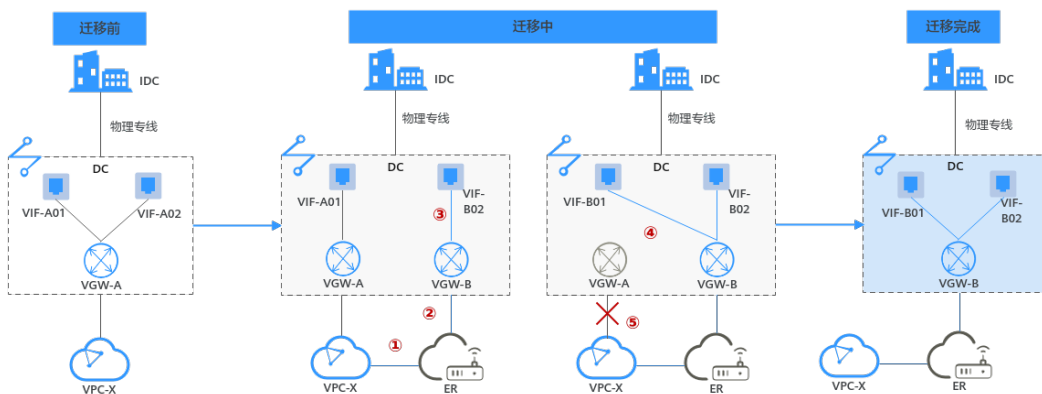 迁移前
迁移中
迁移完成
IDC
IDC
IDC
IDC
物理专线
物理专线
物理专线
物理专线
DC
DC
DC
DC
VIF-A01
VIF-A02
VIF-A01
VIF-
B02
VIF-B01
VIF-
B02
VIF-B01
VIF-
B02
③
④
VGW-A
VGW-A
VGW-B
VGW-A
VGW-B
VGW-B
②
⑤
①
VPC-X
VPC-X
ER
VPC-X
ER
VPC-X
ER